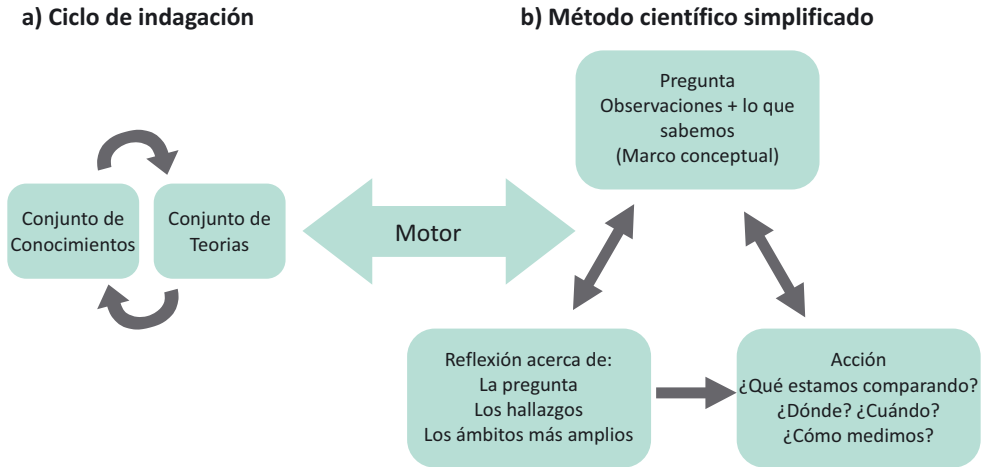 a) Ciclo de indagación
b) Método científico simplificado
Conjunto de
Conocimientos
Conjunto de
Teorias
Motor
Pregunta
Observaciones + lo que
sabemos
(Marco conceptual)
Reflexión acerca de:
La pregunta
Los hallazgos
Los ámbitos más amplios
Acción
¿Qué estamos comparando?
¿Dónde? ¿Cuándo?
¿Cómo medimos?